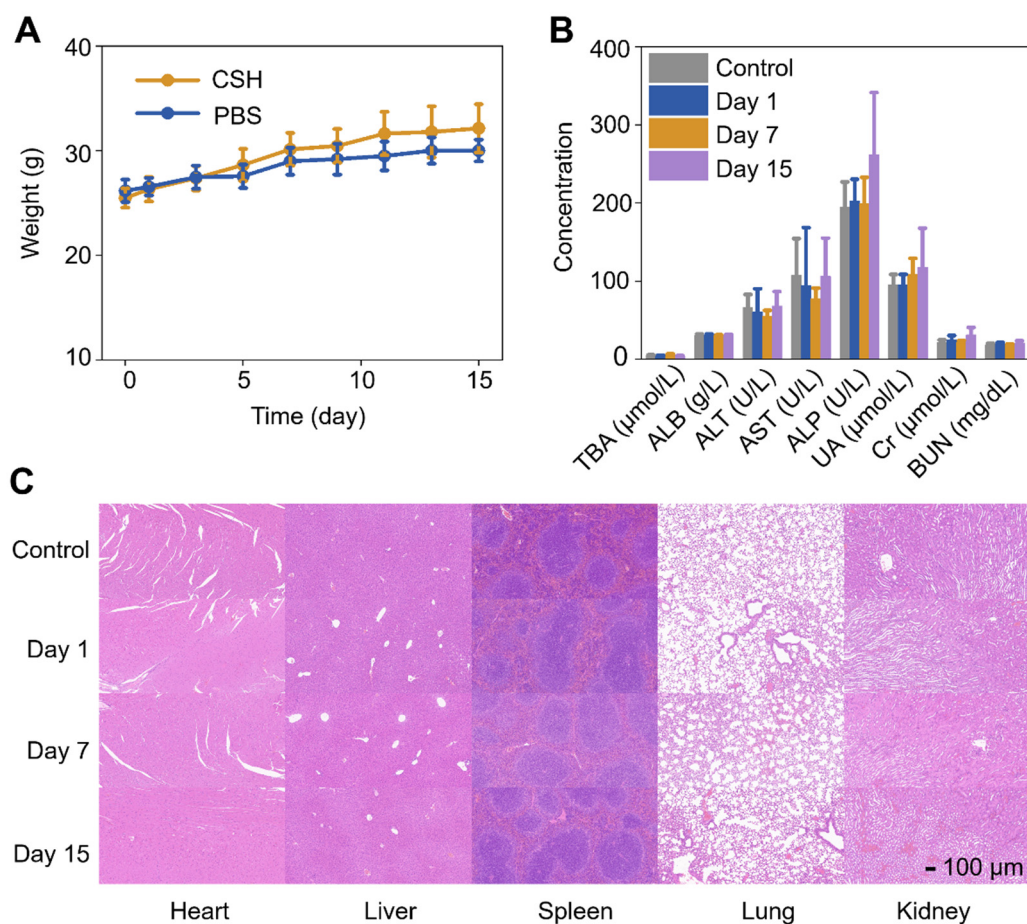 A
40
30
20
10
Weight (g)
CSH
PBS
0
5
10
15
Time (day)
B
400
300
200
100
0
Concentration
Control
Day 1
Day 7
Day 15
TBA (μmol/L)
ALB (g/L)
ALT (U/L)
AST (U/L)
ALP (U/L)
UA (μmol/L)
Cr (μmol/L)
BUN (mg/dL)
C
Control
Day 1
Day 7
Day 15
100 μm
Heart Liver Spleen Lung Kidney